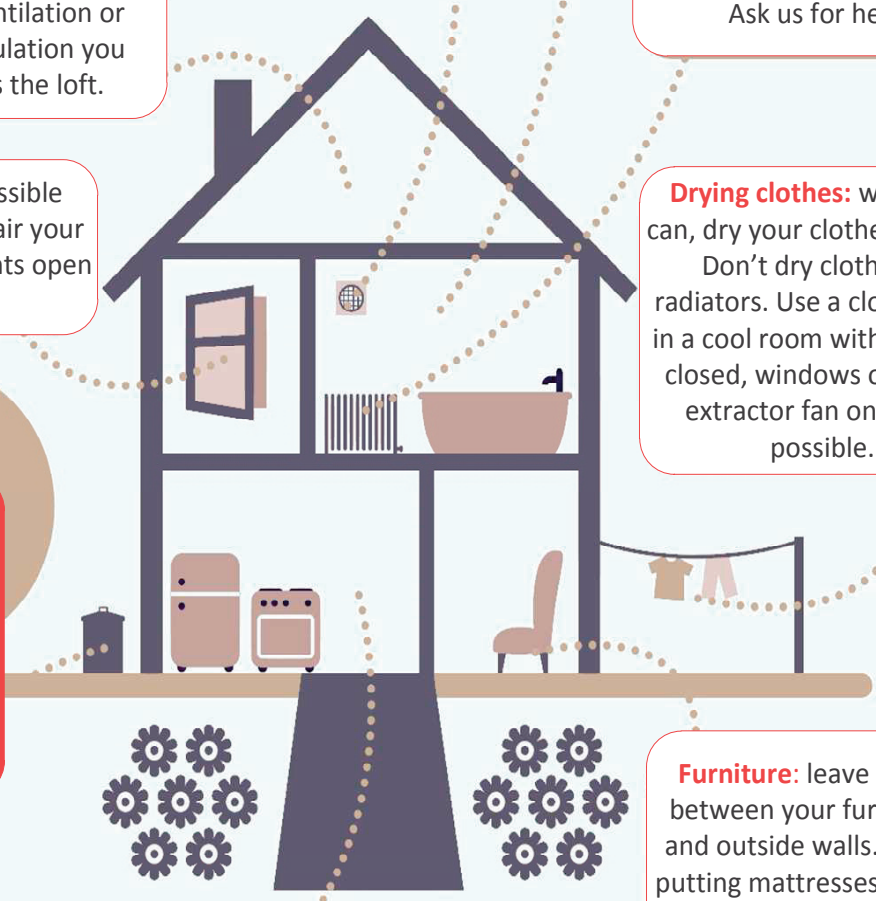 ntilation or
ulation you
s the loft.
Ask us for he
ssible
air your
nts open
Drying clothes: w
can, dry your clothe
Don’t dry cloth
radiators. Use a clo
in a cool room with
closed, windows o
extractor fan on
possible.
Furniture: leave
between your fur
and outside walls.
putting mattresses